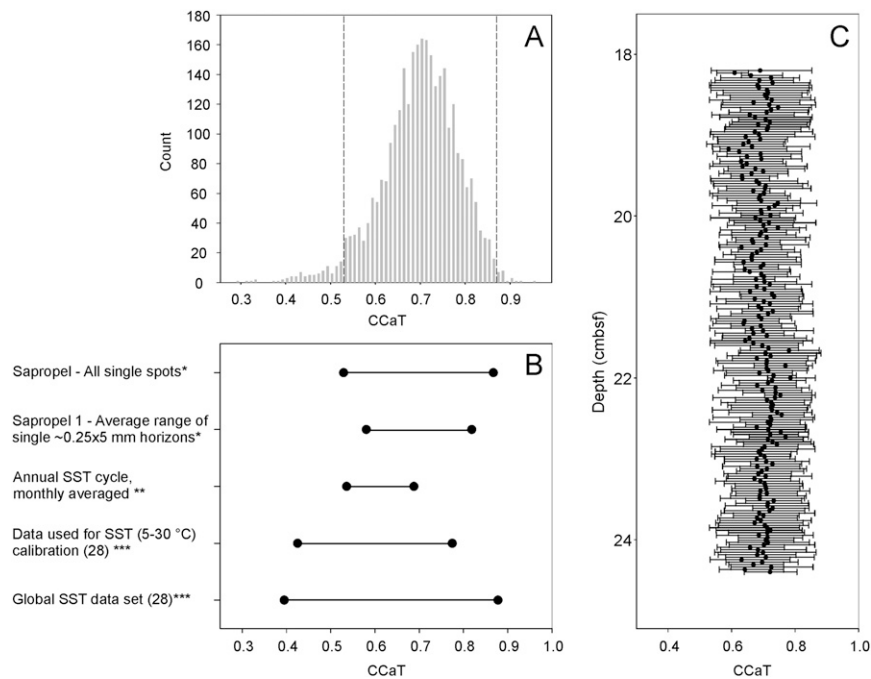 A
180
160
140
120
100
80
60
40
20
0
Count
0.3 0.4 0.5 0.6 0.7 0.8 0.9
CCaT
B
Sapropel - All single spots*
Sapropel 1 - Average range of
single ~0.25x5 mm horizons*
Annual SST cycle,
monthly averaged **
Data used for SST (5-30 °C)
calibration (28) ***
Global SST data set (28)***
0.3 0.4 0.5 0.6 0.7 0.8 0.9 1.0
CCaT
C
18
20
22
24
Depth (cmbsf)
0.4 0.6 0.8 1.0
CCaT